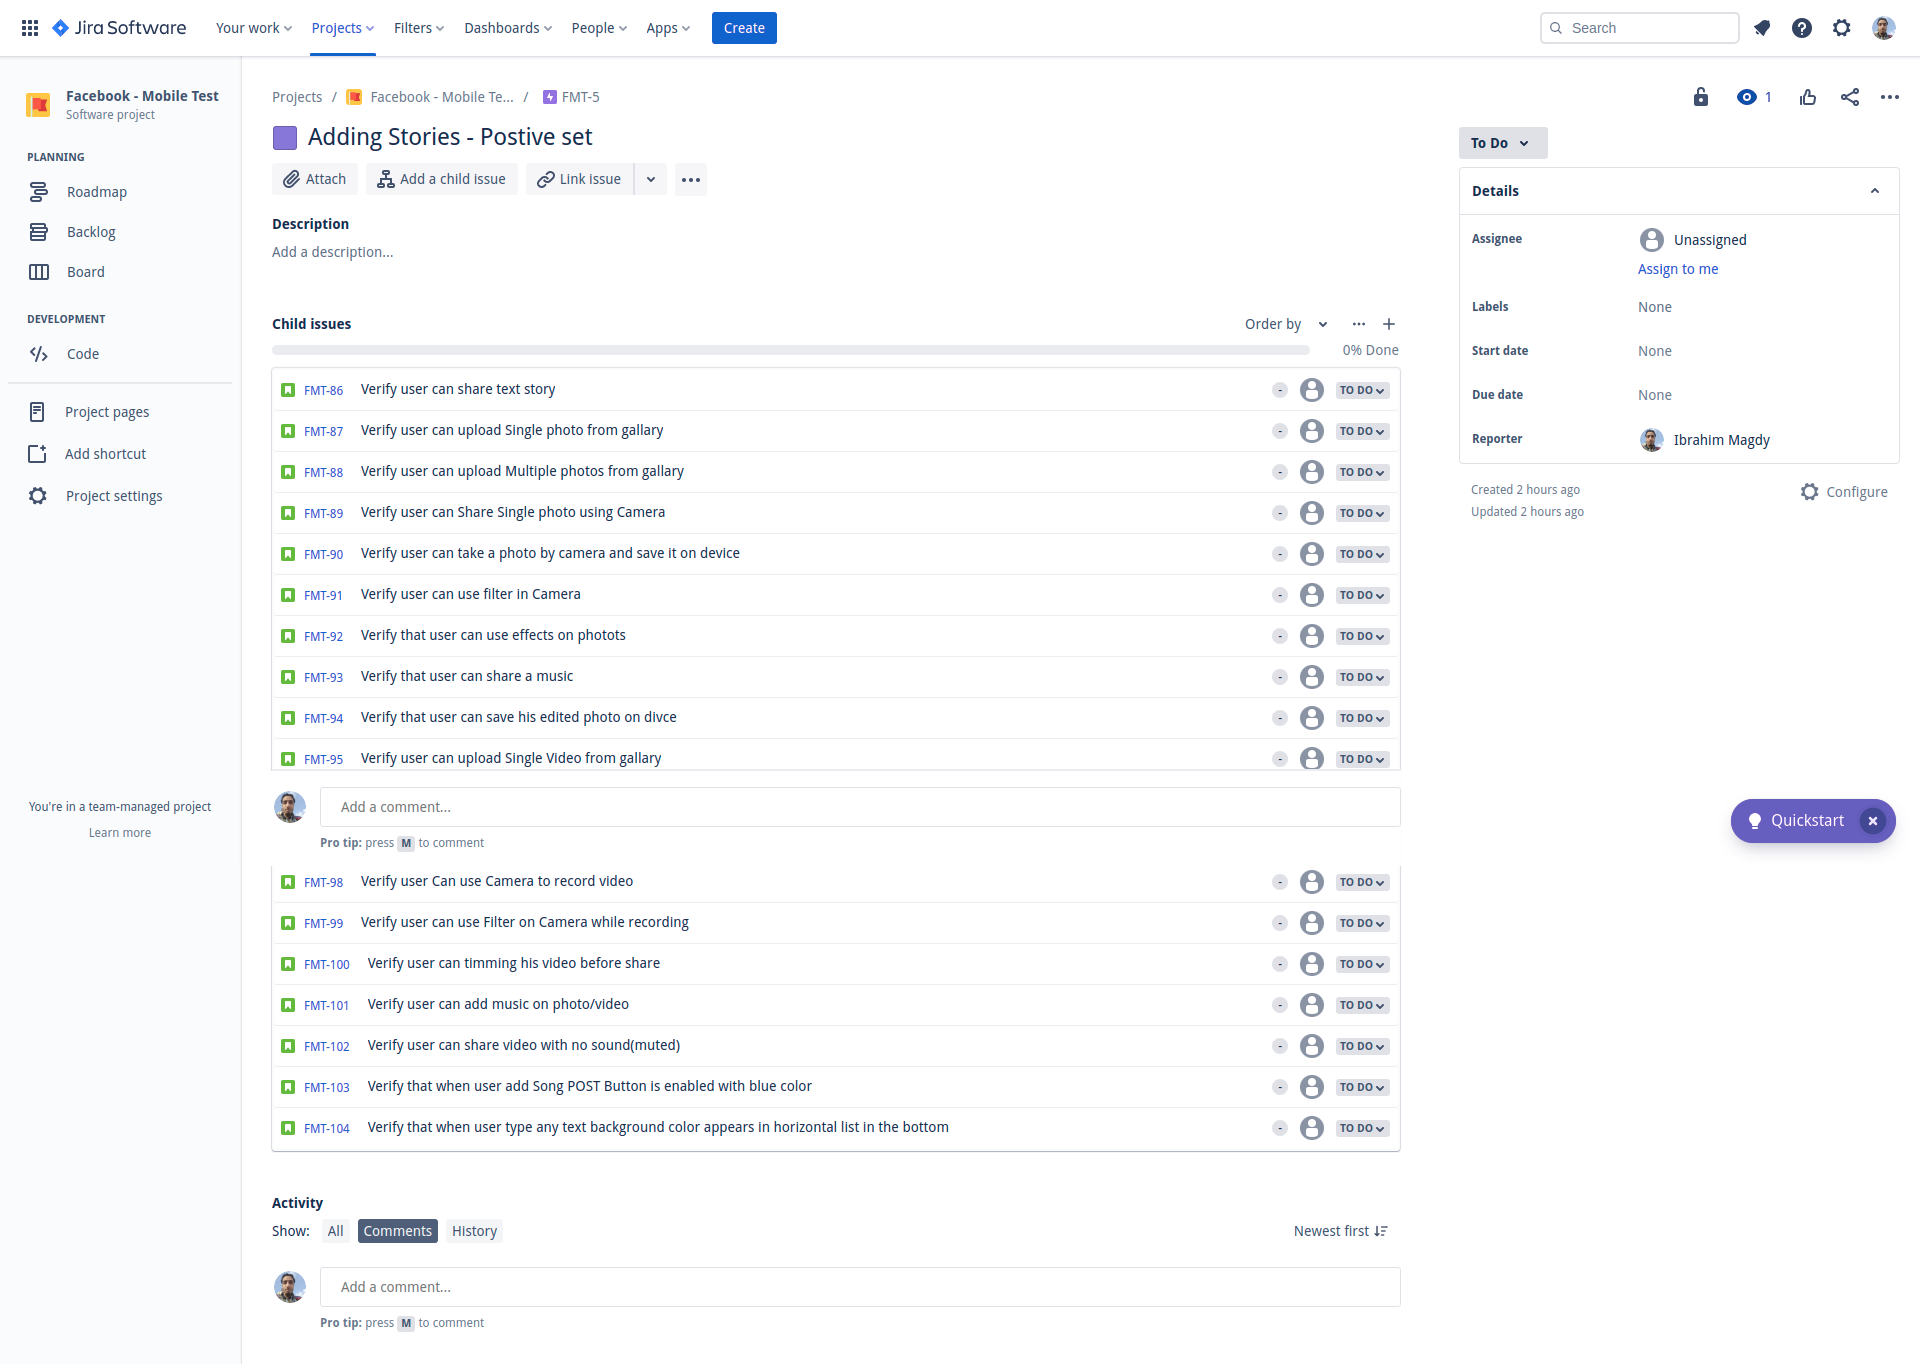 Jira Software Your work Projects Filters Dashboards People Apps Create Search
Facebook - Mobile Test
Software project
PLANNING
Roadmap
Backlog
Board
DEVELOPMENT
Code
Project pages
Add shortcut
Project settings
You're in a team-managed project
Learn more
Projects / Facebook - Mobile Te... / FMT-5
1
Adding Stories - Postive set
Attach Add a child issue Link issue
Description
Add a description...
Child issues Order by
0% Done
FMT-86 Verify user can share text story - TO DO
FMT-87 Verify user can upload Single photo from gallary - TO DO
FMT-88 Verify user can upload Multiple photos from gallary - TO DO
FMT-89 Verify user can Share Single photo using Camera - TO DO
FMT-90 Verify user can take a photo by camera and save it on device - TO DO
FMT-91 Verify user can use filter in Camera - TO DO
FMT-92 Verify that user can use effects on photots - TO DO
FMT-93 Verify that user can share a music - TO DO
FMT-94 Verify that user can save his edited photo on divce - TO DO
FMT-95 Verify user can upload Single Video from gallary - TO DO
Add a comment...
Pro tip: press M to comment
FMT-98 Verify user Can use Camera to record video - TO DO
FMT-99 Verify user can use Filter on Camera while recording - TO DO
FMT-100 Verify user can timming his video before share - TO DO
FMT-101 Verify user can add music on photo/video - TO DO
FMT-102 Verify user can share video with no sound(muted) - TO DO
FMT-103 Verify that when user add Song POST Button is enabled with blue color - TO DO
FMT-104 Verify that when user type any text background color appears in horizontal list in the bottom - TO DO
Activity
Show: All Comments History Newest first
Add a comment...
Pro tip: press M to comment
To Do
Details
Assignee Unassigned
Assign to me
Labels None
Start date None
Due date None
Reporter Ibrahim Magdy
Created 2 hours ago Configure
Updated 2 hours ago
Quickstart